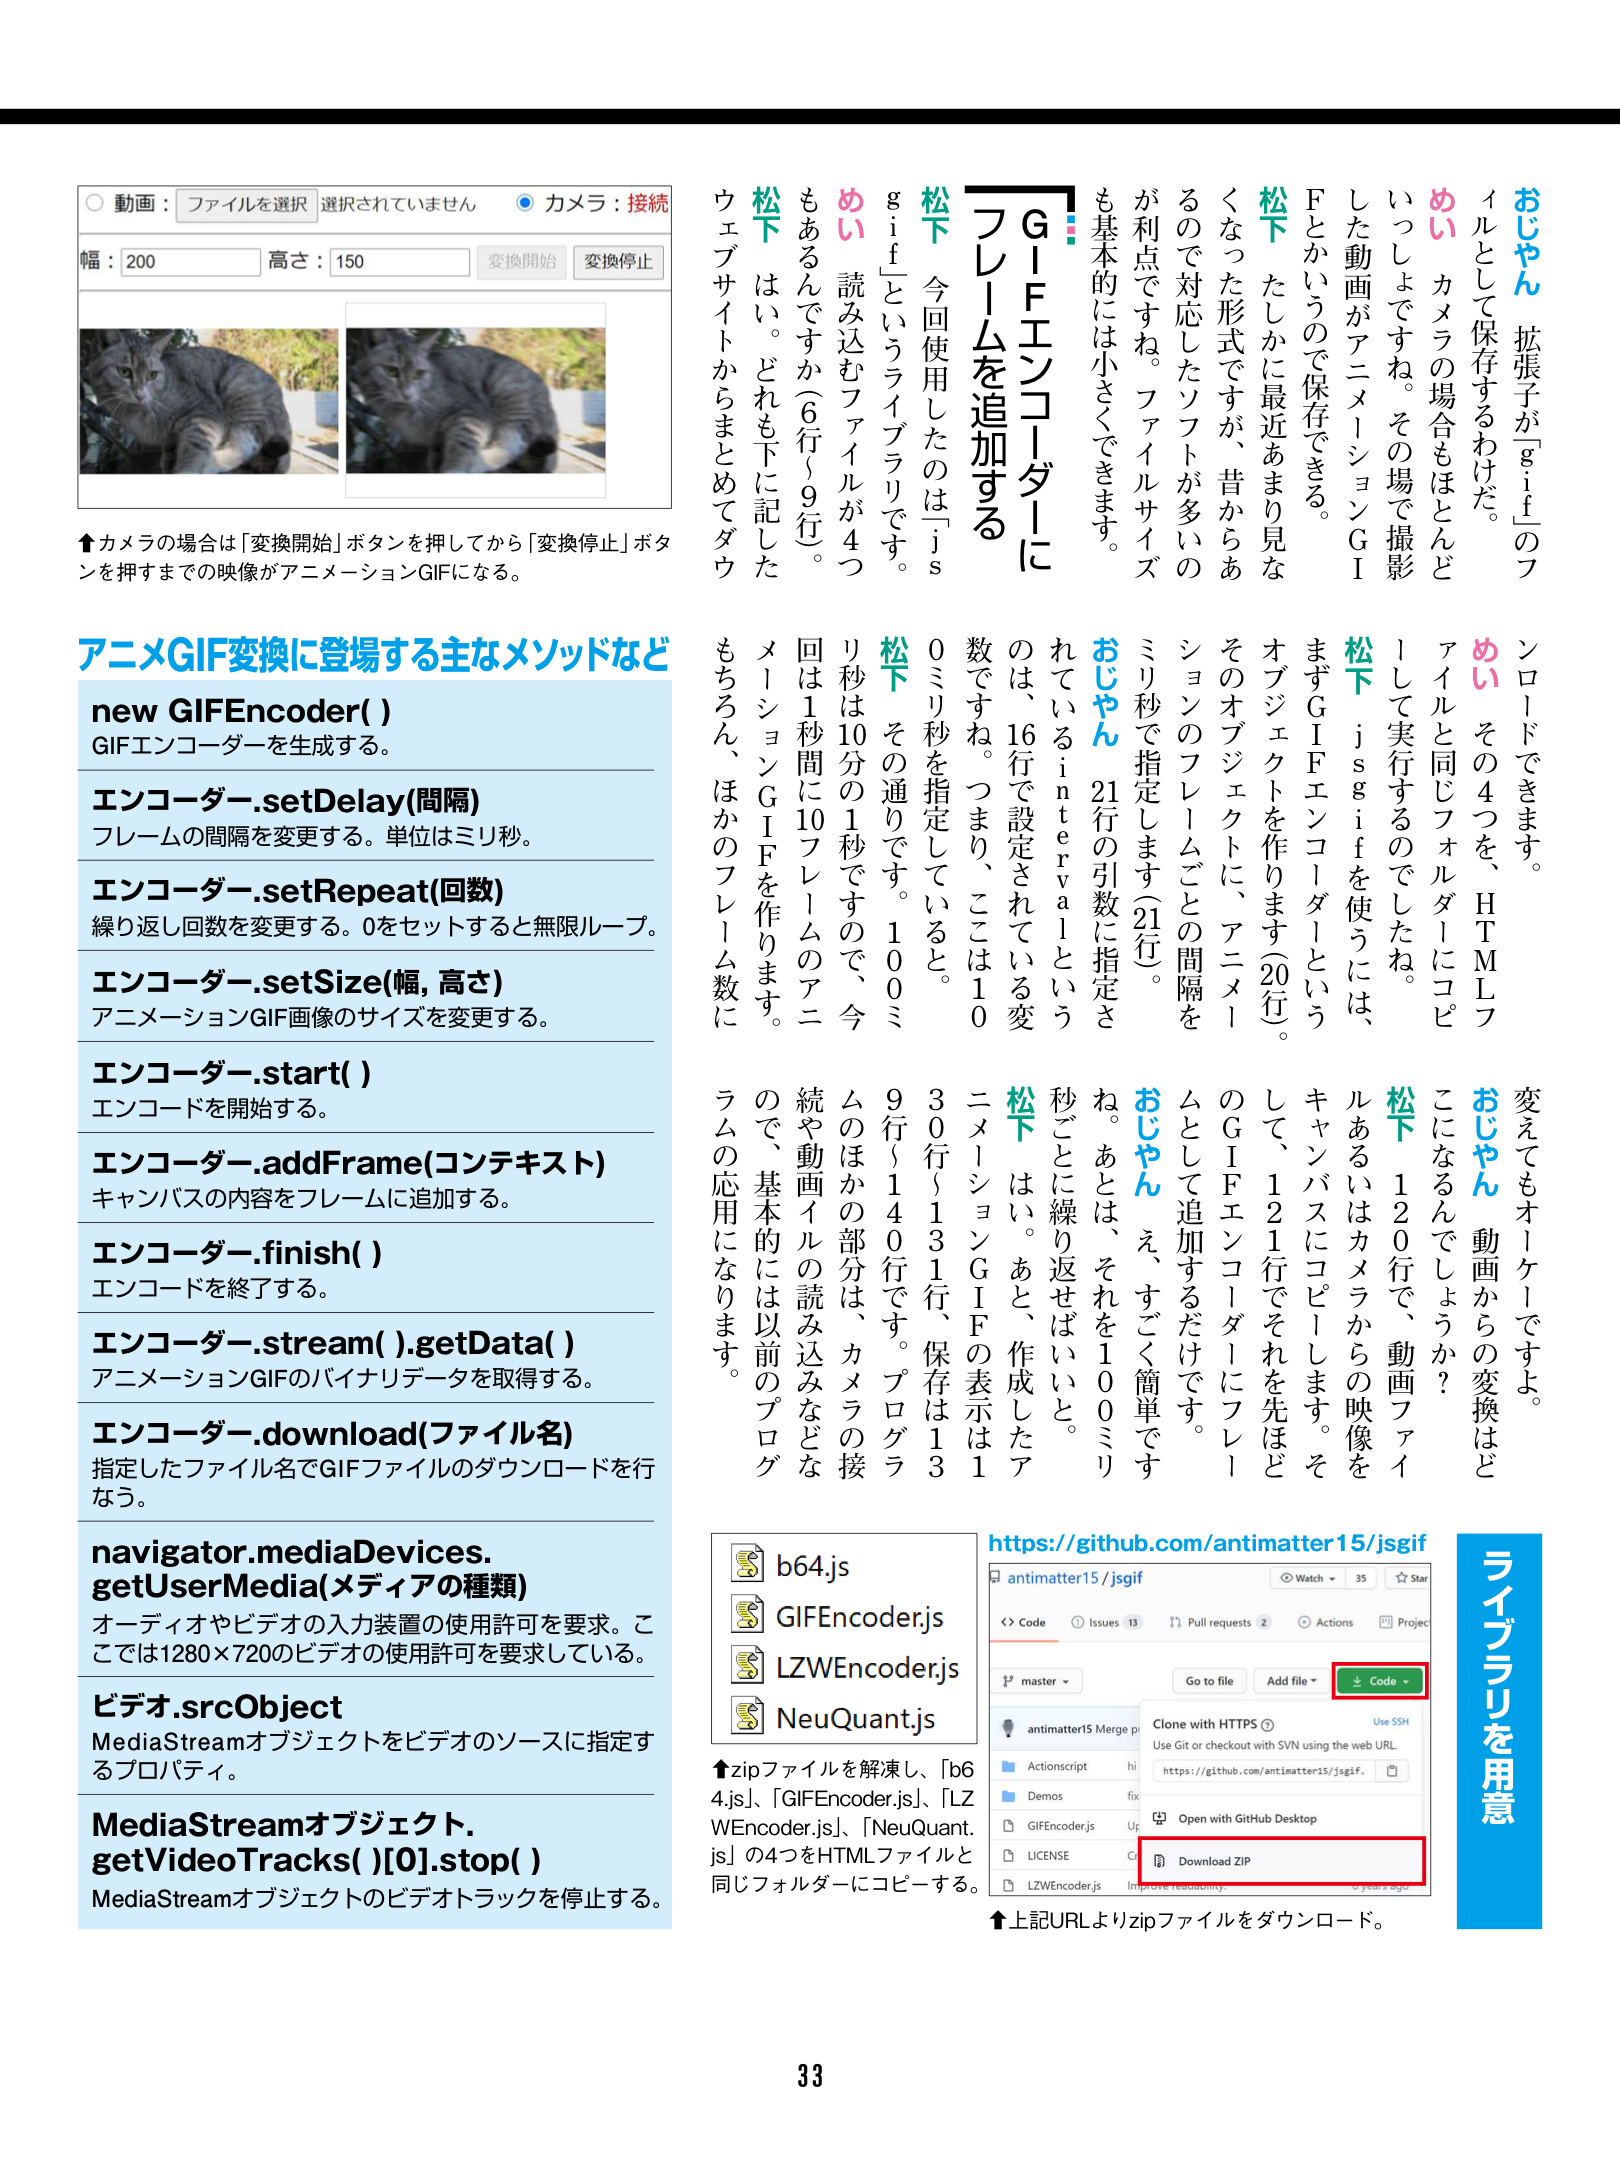 おじやん　拡張子が「gif」のフ
ィルとして保存するわけだ。
めい　カメラの場合もほとんど
いっしょですね。その場で撮影
した動画がアニメーションGI
Fとかいうので保存できる。
松下　たしかに最近あまり見な
くなった形式ですが、昔からあ
るので対応したソフトが多いの
が利点ですね。ファイルサイズ
も基本的には小さくできます。
GIFエンコーダーに
フレームを追加する
松下　今回使用したのは「js
gif」というライブラリです。
めい　読み込むファイルが4つ
もあるんですか（6行〜9行）。
松下　はい。どれも下に記した
ウェブサイトからまとめてダウ
ンロードできます。
めい　その4つを、HTMLフ
ァイルと同じフォルダーにコピ
ーして実行するのでしたね。
松下　jsgifを使うには、
まずGIFエンコーダーという
オブジェクトを作ります（20行）。
そのオブジェクトに、アニメー
ションのフレームごとの間隔を
ミリ秒で指定します（21行）。
おじやん　21行の引数に指定さ
れているintervalという
のは、16行で設定されている変
数ですね。つまり、ここは10
0ミリ秒を指定していると。
松下　その通りです。100ミ
リ秒は10分の1秒ですので、今
回は1秒間に10フレームのアニ
メーションGIFを作ります。
もちろん、ほかのフレーム数に
変えてもオーケーですよ。
おじやん　動画からの変換はど
こになるんでしょうか？
松下　120行で、動画ファイ
ルあるいはカメラからの映像を
キャンバスにコピーします。そ
して、121行でそれを先ほど
のGIFエンコーダーにフレー
ムとして追加するだけです。
おじやん　え、すごく簡単です
ね。あとは、それを100ミリ
秒ごとに繰り返せばいいと。
松下　はい。あと、作成したア
ニメーションGIFの表示は1
30行〜131行、保存は13
9行〜140行です。プログラ
ムのほかの部分は、カメラの接
続や動画イルの読み込みなどな
ので、基本的には以前のプログ
ラムの応用になります。
動画：ファイルを選択 選択されていません カメラ：接続
幅：200 高さ：150 変換開始 変換停止
⬆カメラの場合は「変換開始」ボタンを押してから「変換停止」ボタ
ンを押すまでの映像がアニメーションGIFになる。
アニメGIF変換に登場する主なメソッドなど
new GIFEncoder( )
GIFエンコーダーを生成する。
エンコーダー.setDelay(間隔)
フレームの間隔を変更する。単位はミリ秒。
エンコーダー.setRepeat(回数)
繰り返し回数を変更する。0をセットすると無限ループ。
エンコーダー.setSize(幅, 高さ)
アニメーションGIF画像のサイズを変更する。
エンコーダー.start( )
エンコードを開始する。
エンコーダー.addFrame(コンテキスト)
キャンバスの内容をフレームに追加する。
エンコーダー.finish( )
エンコードを終了する。
エンコーダー.stream( ).getData( )
アニメーションGIFのバイナリデータを取得する。
エンコーダー.download(ファイル名)
指定したファイル名でGIFファイルのダウンロードを行
なう。
navigator.mediaDevices.
getUserMedia(メディアの種類)
オーディオやビデオの入力装置の使用許可を要求。こ
こでは1280×720のビデオの使用許可を要求している。
ビデオ.srcObject
MediaStreamオブジェクトをビデオのソースに指定す
るプロパティ。
MediaStreamオブジェクト.
getVideoTracks( )[0].stop( )
MediaStreamオブジェクトのビデオトラックを停止する。
ライブラリを用意
https://github.com/antimatter15/jsgif
antimatter15 / jsgif Watch 35 Star
Code Issues 13 Pull requests 2 Actions Projec
master Go to file Add file Code
antimatter15 Merge p
Clone with HTTPS Use SSH
Use Git or checkout with SVN using the web URL.
https://github.com/antimatter15/jsgif.
Actionscript hi
Demos fix
Open with GitHub Desktop
GIFEncoder.js Up
LICENSE Cr
Download ZIP
LZWEncoder.js Improve readability. 6 years ago
⬆上記URLよりzipファイルをダウンロード。
b64.js
GIFEncoder.js
LZWEncoder.js
NeuQuant.js
⬆zipファイルを解凍し、「b6
4.js」、「GIFEncoder.js」、「LZ
WEncoder.js」、「NeuQuant.
js」の4つをHTMLファイルと
同じフォルダーにコピーする。
33